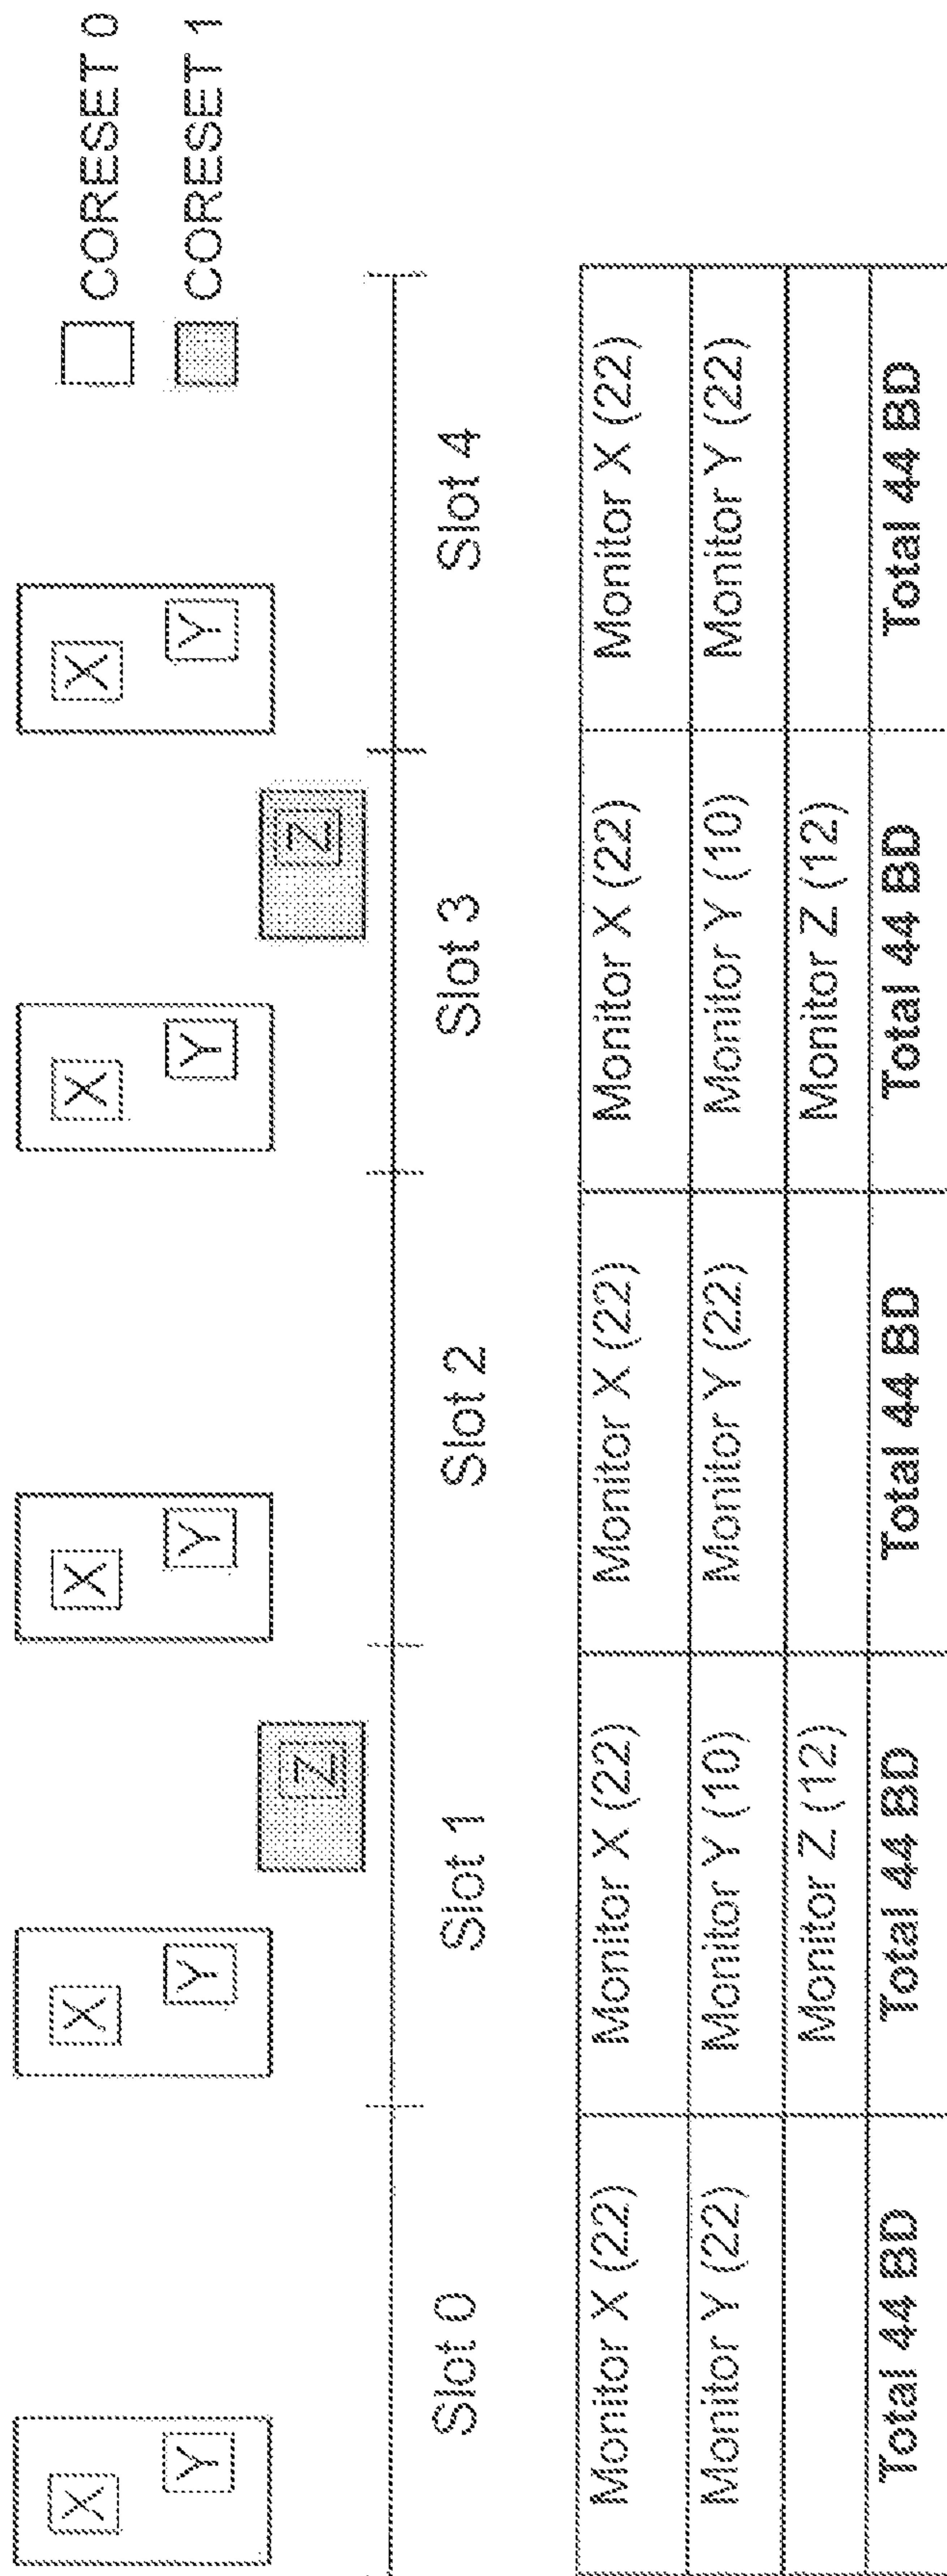 CORESET 0
CORESET 1
X X X X X
Y Y Y Y Y
Z Z
Slot 0 Slot 1 Slot 2 Slot 3 Slot 4
Monitor X (22) Monitor X (22) Monitor X (22) Monitor X (22) Monitor X (22)
Monitor Y (22) Monitor Y (10) Monitor Y (22) Monitor Y (10) Monitor Y (22)
Monitor Z (12) Monitor Z (12)
Total 44 BD Total 44 BD Total 44 BD Total 44 BD Total 44 BD